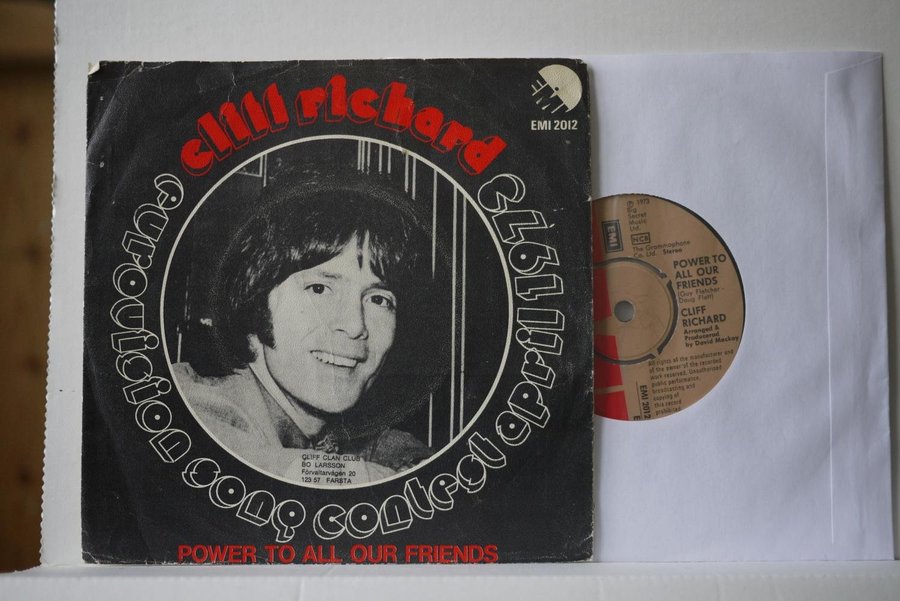 cliff richard
EMI
EMI 2012
eurovision song contest april 1973
CLIFF CLAN CLUB
BO LARSSON
Förvaltarvägen 20
123 57 FARSTA
POWER TO ALL OUR FRIENDS
℗ 1973
Big
Secret
Music
Ltd.
EMI
NCB
The Gramophone
Co. Ltd. Stereo
POWER TO
ALL OUR
FRIENDS
(Guy Fletcher -
Doug Flett)
CLIFF
RICHARD
Arranged &
Produced
by David Mackay
All rights of the manufacturer and
of the owner of the recorded
work reserved. Unauthorised
public performance,
broadcasting and
copying of
this record
prohibited
EMI 2012